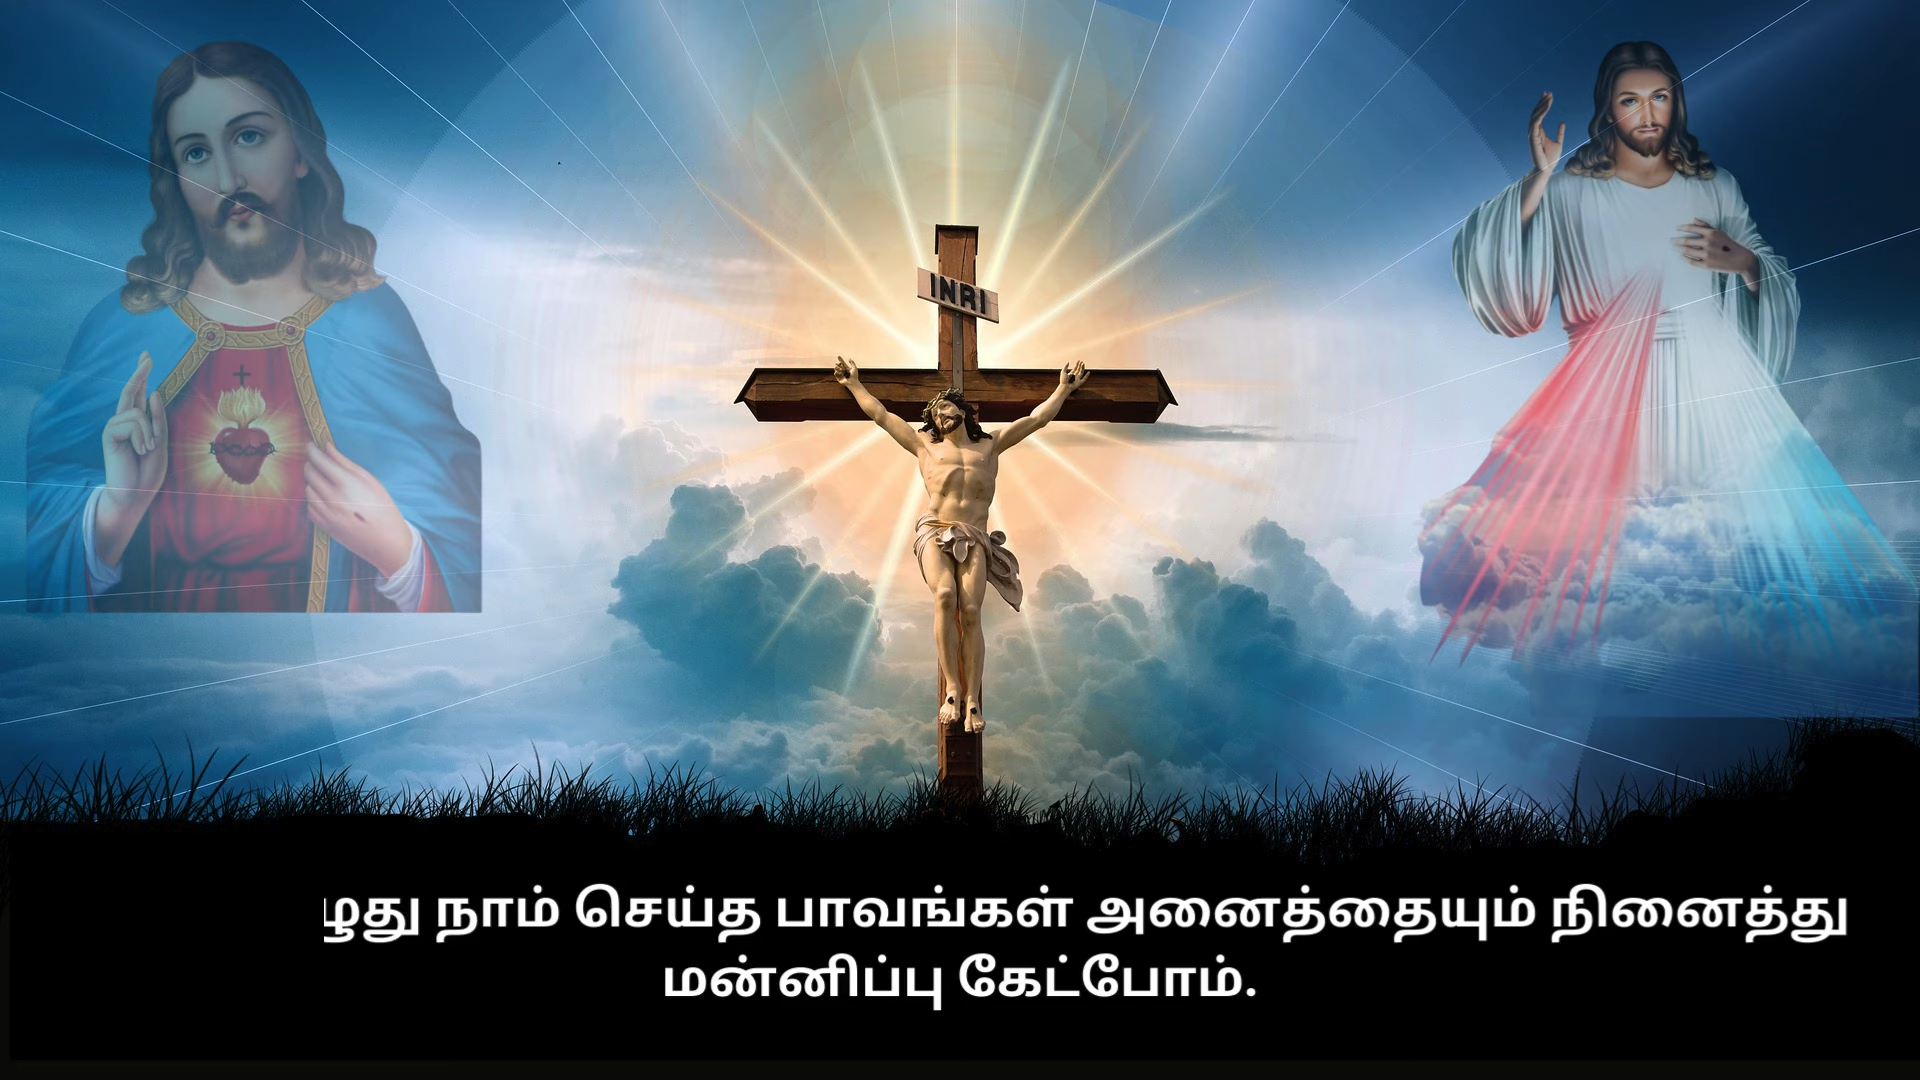 INRI
நாம் செய்த பாவங்கள் அனைத்தையும் நினைத்து
மன்னிப்பு கேட்போம்.